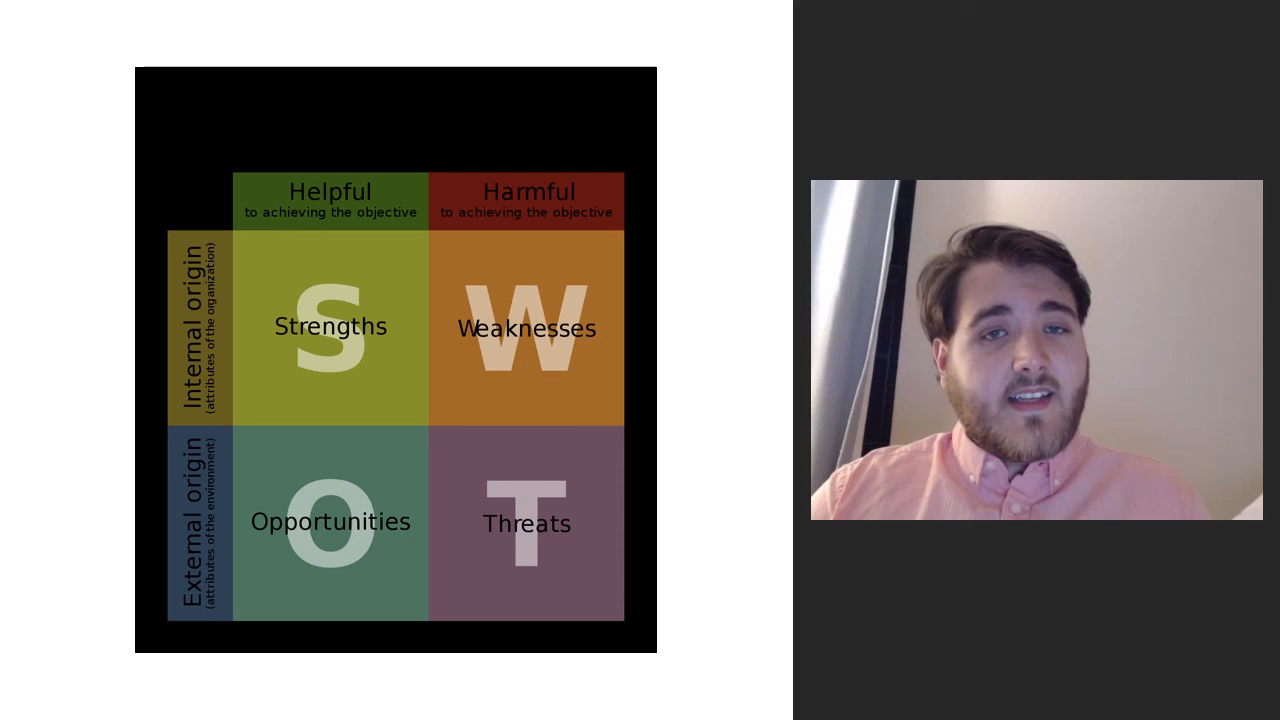 Helpful
to achieving the objective
Harmful
to achieving the objective
Internal origin
(attributes of the organization)
S
Strengths
W
Weaknesses
External origin
(attributes of the environment)
O
Opportunities
T
Threats